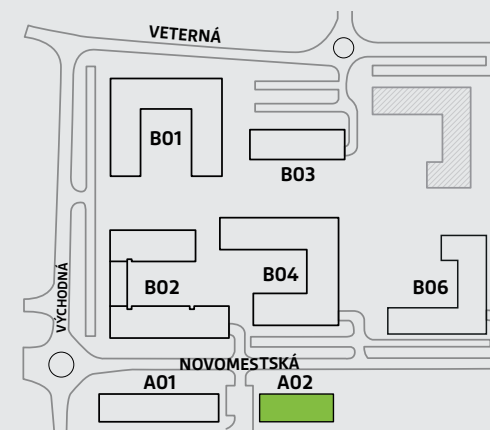 VETERNÁ
B01
B03
VÝCHODNÁ
B02
B04
B06
NOVOMESTSKÁ
A01
A02